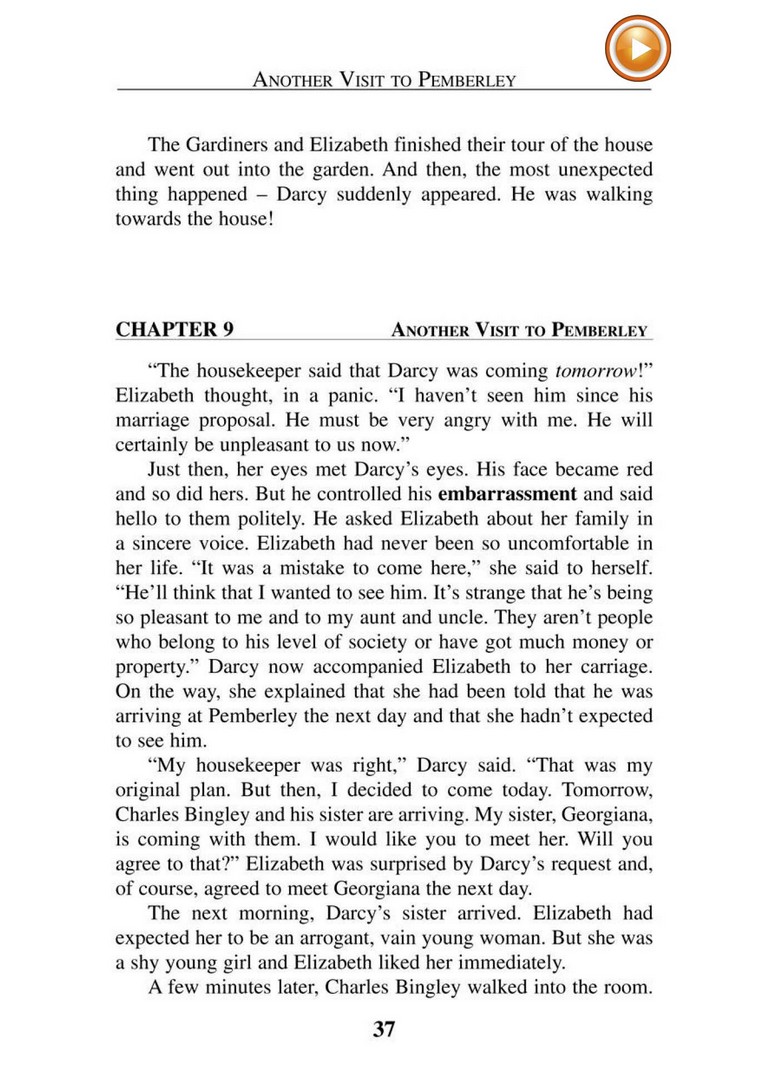 ANOTHER VISIT TO PEMBERLEY
The Gardiners and Elizabeth finished their tour of the house
and went out into the garden. And then, the most unexpected
thing happened – Darcy suddenly appeared. He was walking
towards the house!
CHAPTER 9 ANOTHER VISIT TO PEMBERLEY
“The housekeeper said that Darcy was coming tomorrow!”
Elizabeth thought, in a panic. “I haven’t seen him since his
marriage proposal. He must be very angry with me. He will
certainly be unpleasant to us now.”
Just then, her eyes met Darcy’s eyes. His face became red
and so did hers. But he controlled his embarrassment and said
hello to them politely. He asked Elizabeth about her family in
a sincere voice. Elizabeth had never been so uncomfortable in
her life. “It was a mistake to come here,” she said to herself.
“He’ll think that I wanted to see him. It’s strange that he’s being
so pleasant to me and to my aunt and uncle. They aren’t people
who belong to his level of society or have got much money or
property.” Darcy now accompanied Elizabeth to her carriage.
On the way, she explained that she had been told that he was
arriving at Pemberley the next day and that she hadn’t expected
to see him.
“My housekeeper was right,” Darcy said. “That was my
original plan. But then, I decided to come today. Tomorrow,
Charles Bingley and his sister are arriving. My sister, Georgiana,
is coming with them. I would like you to meet her. Will you
agree to that?” Elizabeth was surprised by Darcy’s request and,
of course, agreed to meet Georgiana the next day.
The next morning, Darcy’s sister arrived. Elizabeth had
expected her to be an arrogant, vain young woman. But she was
a shy young girl and Elizabeth liked her immediately.
A few minutes later, Charles Bingley walked into the room.
37